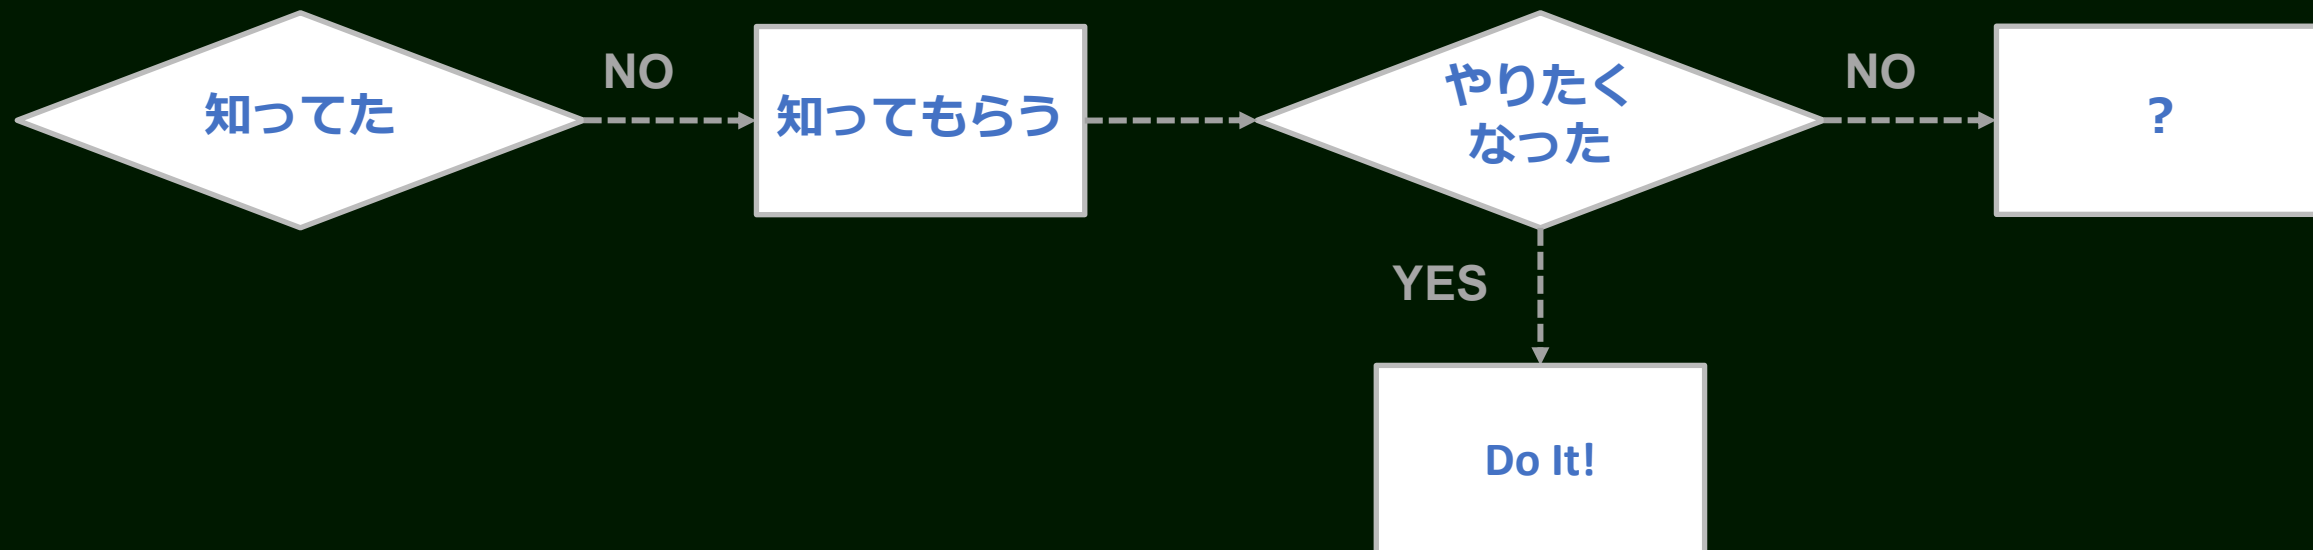 知ってた
NO
知ってもらう
やりたく
なった
NO
?
YES
Do It!